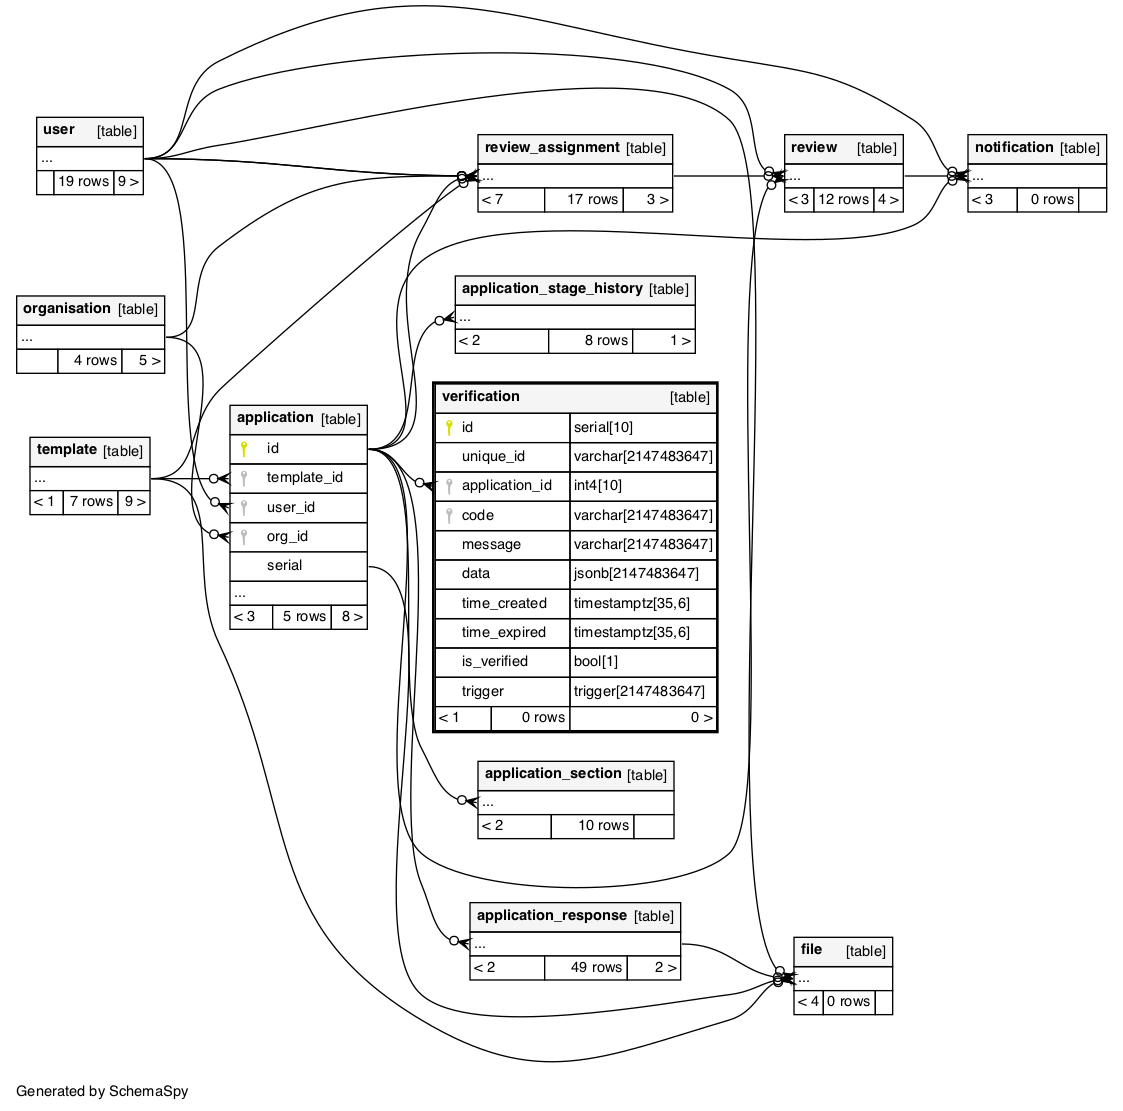 user [table]
...
19 rows 9 >
review_assignment [table]
...
< 7 17 rows 3 >
review [table]
...
< 3 12 rows 4 >
notification [table]
...
< 3 0 rows
organisation [table]
...
4 rows 5 >
application_stage_history [table]
...
< 2 8 rows 1 >
template [table]
...
< 1 7 rows 9 >
application [table]
id
template_id
user_id
org_id
serial
...
< 3 5 rows 8 >
verification [table]
id serial[10]
unique_id varchar[2147483647]
application_id int4[10]
code varchar[2147483647]
message varchar[2147483647]
data jsonb[2147483647]
time_created timestamptz[35,6]
time_expired timestamptz[35,6]
is_verified bool[1]
trigger trigger[2147483647]
< 1 0 rows 0 >
application_section [table]
...
< 2 10 rows
application_response [table]
...
< 2 49 rows 2 >
file [table]
...
< 4 0 rows
Generated by SchemaSpy